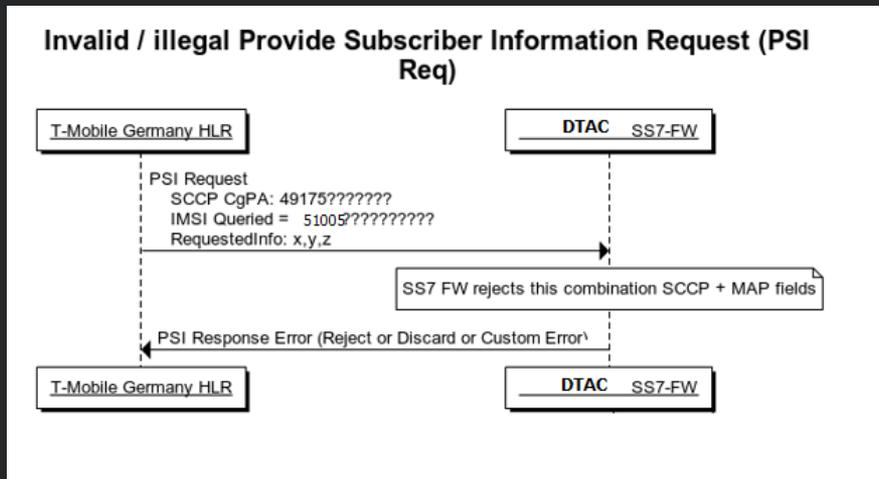 Invalid / illegal Provide Subscriber Information Request (PSI
Req)
T-Mobile Germany HLR
DTAC SS7-FW
PSI Request
SCCP CgPA: 49175???????
IMSI Queried = 51005??????????
RequestedInfo: x,y,z
SS7 FW rejects this combination SCCP + MAP fields
PSI Response Error (Reject or Discard or Custom Error)
T-Mobile Germany HLR
DTAC SS7-FW